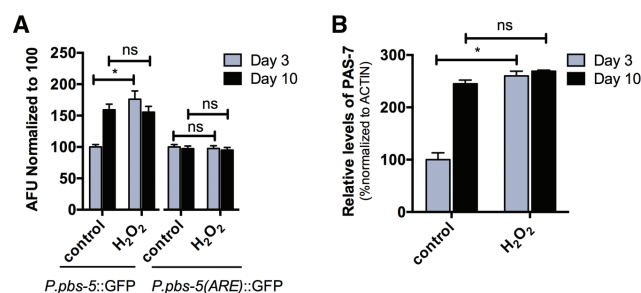 A
AFU Normalized to 100
250
200
150
100
50
0
ns
*
ns
ns
Day 3
Day 10
control
H₂O₂
control
H₂O₂
P.pbs-5::GFP
P.pbs-5(ARE)::GFP
B
Relative levels of PAS-7
(%normalized to ACTIN)
300
200
100
0
ns
*
Day 3
Day 10
control
H₂O₂